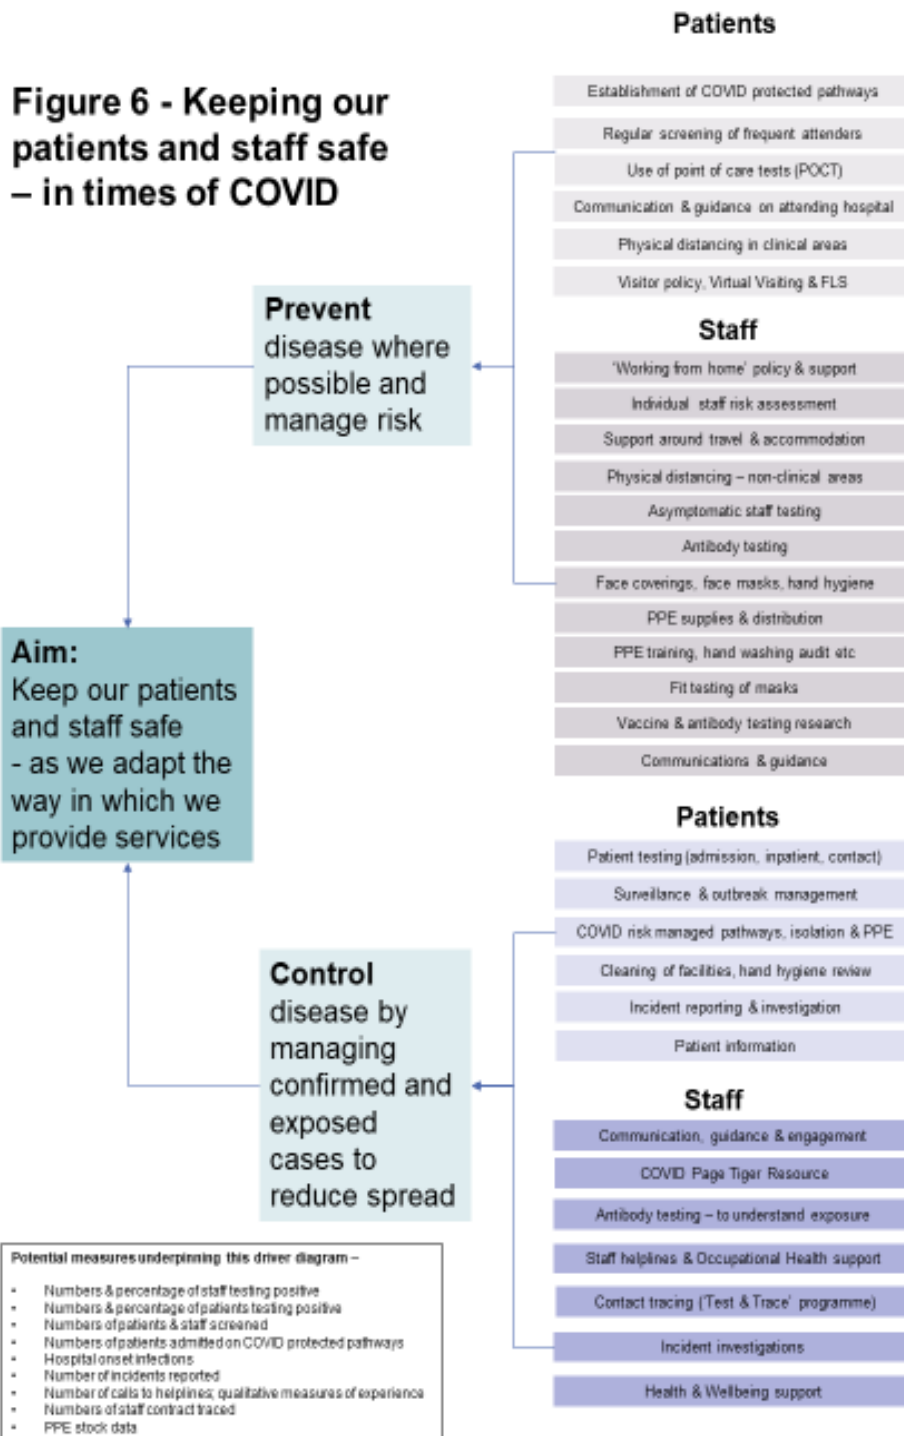 Figure 6 - Keeping our
patients and staff safe
– in times of COVID
Patients
Establishment of COVID protected pathways
Regular screening of frequent attenders
Use of point of care tests (POCT)
Communication & guidance on attending hospital
Physical distancing in clinical areas
Visitor policy, Virtual Visiting & FLS
Staff
'Working from home' policy & support
Individual staff risk assessment
Support around travel & accommodation
Physical distancing – non-clinical areas
Asymptomatic staff testing
Antibody testing
Face coverings, face masks, hand hygiene
PPE supplies & distribution
PPE training, hand washing audit etc
Fit testing of masks
Vaccine & antibody testing research
Communications & guidance
Prevent
disease where
possible and
manage risk
Aim:
Keep our patients
and staff safe
- as we adapt the
way in which we
provide services
Control
disease by
managing
confirmed and
exposed
cases to
reduce spread
Patients
Patient testing (admission, inpatient, contact)
Surveillance & outbreak management
COVID risk managed pathways, isolation & PPE
Cleaning of facilities, hand hygiene review
Incident reporting & investigation
Patient information
Staff
Communication, guidance & engagement
COVID Page Tiger Resource
Antibody testing – to understand exposure
Staff helplines & Occupational Health support
Contact tracing ('Test & Trace' programme)
Incident investigations
Health & Wellbeing support
Potential measures underpinning this driver diagram –
• Numbers & percentage of staff testing positive
• Numbers & percentage of patients testing positive
• Numbers of patients & staff screened
• Numbers of patients admitted on COVID protected pathways
• Hospital onset infections
• Number of incidents reported
• Number of calls to helplines; qualitative measures of experience
• Numbers of staff contract traced
• PPE stock data